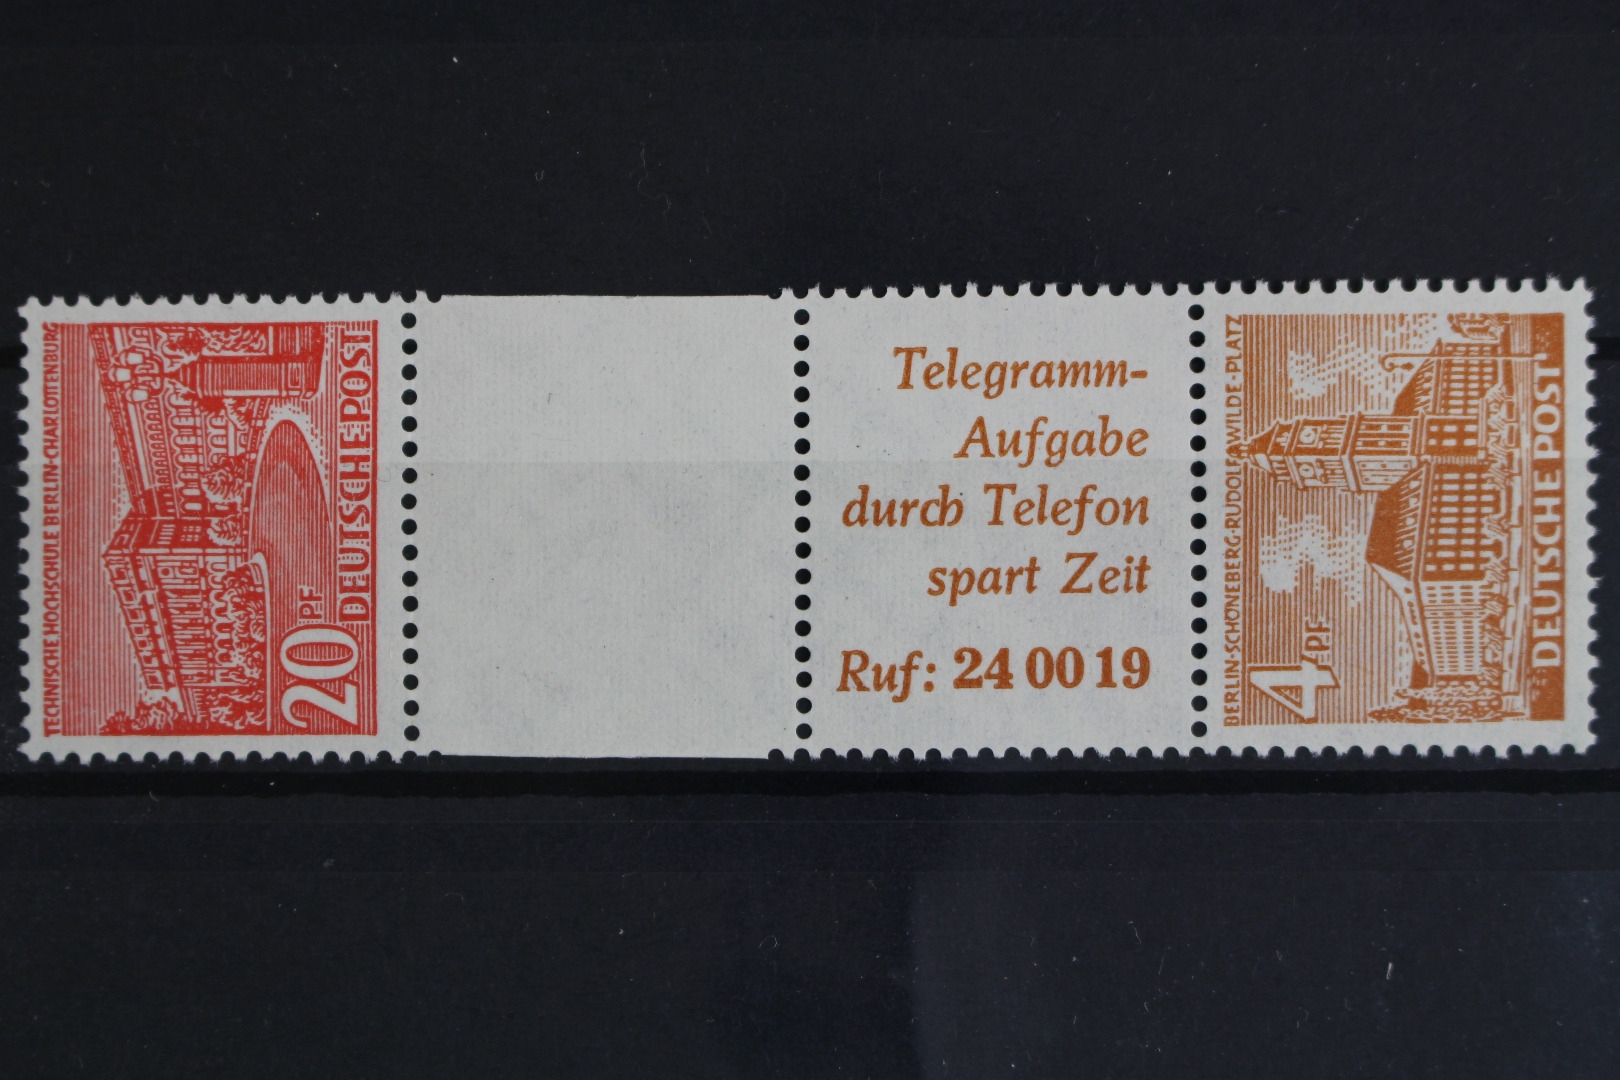 TECHNISCHE HOCHSCHULE BERLIN-CHARLOTTENBURG
20 PF
DEUTSCHE POST
Telegramm-
Aufgabe
durch Telefon
spart Zeit
Ruf: 24 00 19
BERLIN-SCHÖNEBERG·RUDOLF-WILDE-PLATZ
4 PF
DEUTSCHE POST